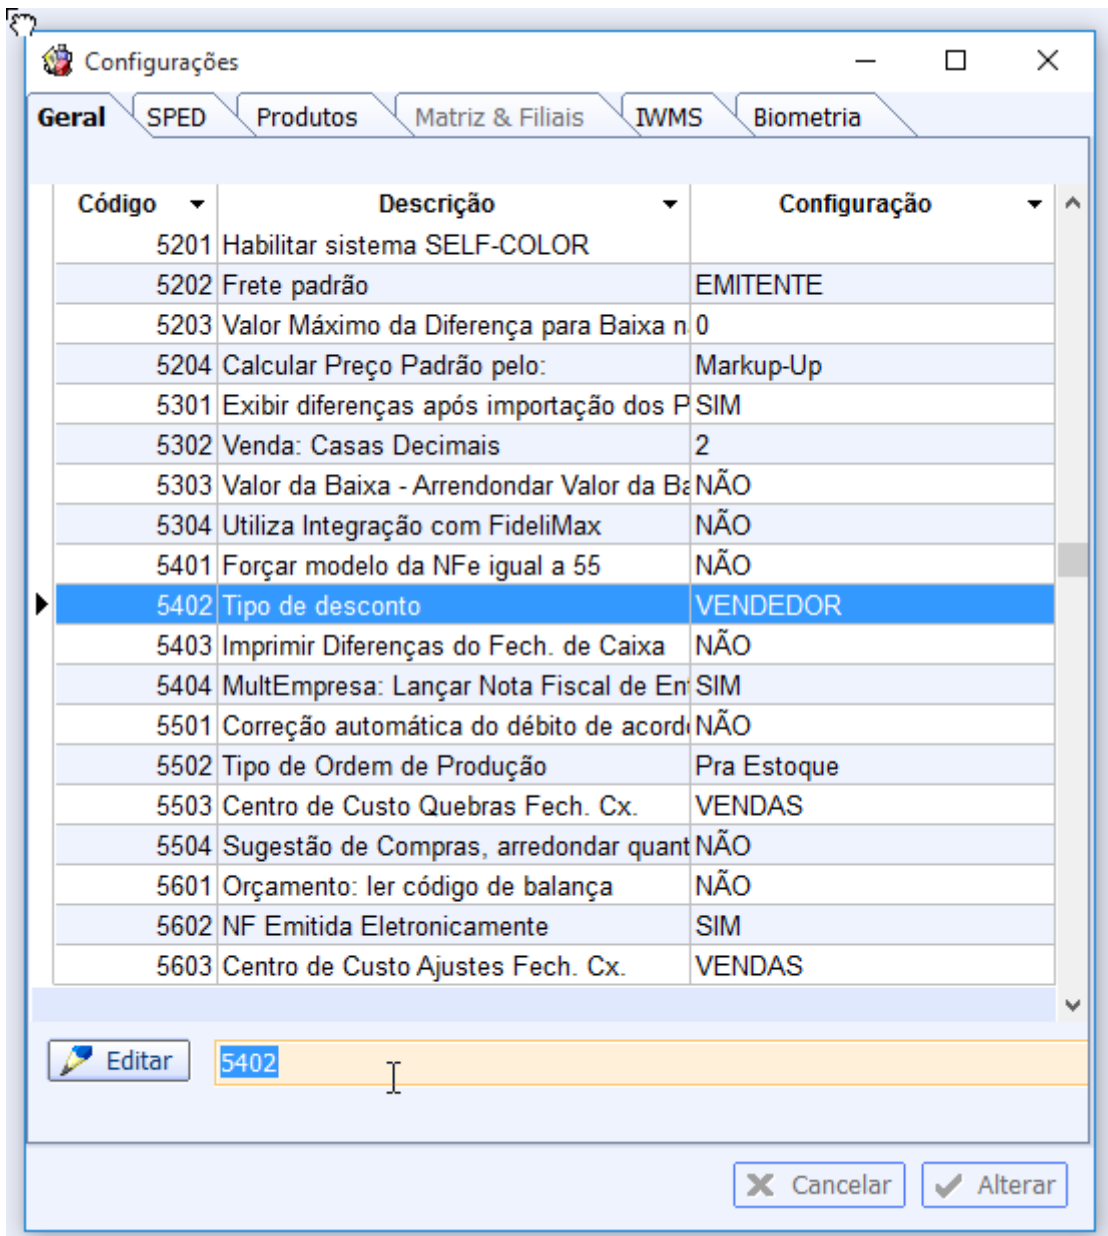 Configurações
Geral SPED Produtos Matriz & Filiais IWMS Biometria
Código Descrição Configuração
5201 Habilitar sistema SELF-COLOR
5202 Frete padrão EMITENTE
5203 Valor Máximo da Diferença para Baixa n 0
5204 Calcular Preço Padrão pelo: Markup-Up
5301 Exibir diferenças após importação dos P SIM
5302 Venda: Casas Decimais 2
5303 Valor da Baixa - Arrendondar Valor da Ba NÃO
5304 Utiliza Integração com FideliMax NÃO
5401 Forçar modelo da NFe igual a 55 NÃO
5402 Tipo de desconto VENDEDOR
5403 Imprimir Diferenças do Fech. de Caixa NÃO
5404 MultEmpresa: Lançar Nota Fiscal de Ent SIM
5501 Correção automática do débito de acord NÃO
5502 Tipo de Ordem de Produção Pra Estoque
5503 Centro de Custo Quebras Fech. Cx. VENDAS
5504 Sugestão de Compras, arredondar quant NÃO
5601 Orçamento: ler código de balança NÃO
5602 NF Emitida Eletronicamente SIM
5603 Centro de Custo Ajustes Fech. Cx. VENDAS
Editar 5402
Cancelar Alterar